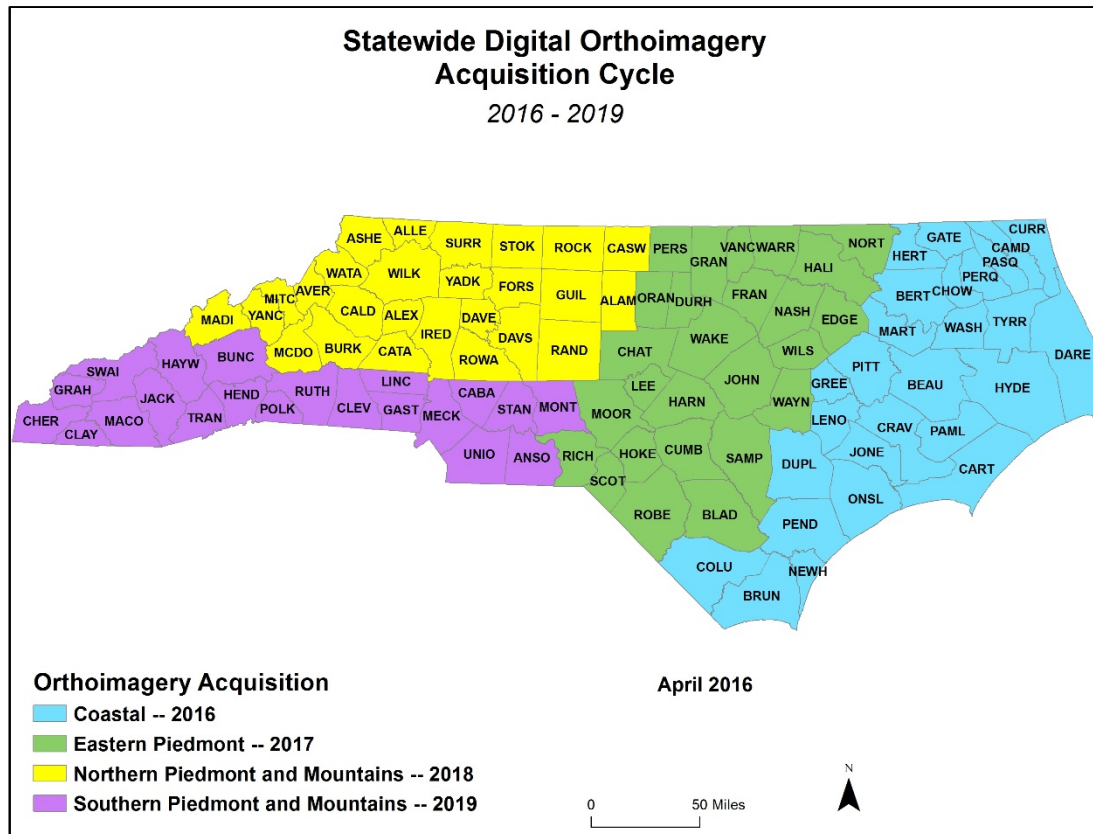 Statewide Digital Orthoimagery
Acquisition Cycle
2016 - 2019
ASHE
ALLE
SURR
STOK
ROCK
CASW
PERS
GRAN
VANC
WARR
NORT
HALI
HERT
GATE
CURR
CAMD
PASQ
PERQ
CHOW
BERT
WATA
WILK
YADK
FORS
GUIL
ALAM
ORAN
DURH
FRAN
NASH
EDGE
MART
WASH
TYRR
DARE
MADI
YANC
MITC
AVER
CALD
ALEX
IRED
DAVE
DAVS
RAND
CHAT
WAKE
WILS
PITT
BEAU
HYDE
MCDO
BURK
CATA
ROWA
LEE
JOHN
GREE
SWAI
HAYW
BUNC
GRAH
JACK
HEND
RUTH
LINC
CABA
STAN
MONT
MOOR
HARN
WAYN
LENO
CRAV
PAML
CHER
CLAY
MACO
TRAN
POLK
CLEV
GAST
MECK
UNIO
ANSO
RICH
HOKE
CUMB
SAMP
DUPL
JONE
CART
SCOT
ROBE
BLAD
PEND
ONSL
COLU
BRUN
NEWH
Orthoimagery Acquisition
April 2016
Coastal -- 2016
Eastern Piedmont -- 2017
Northern Piedmont and Mountains -- 2018
Southern Piedmont and Mountains -- 2019
N
0 50 Miles